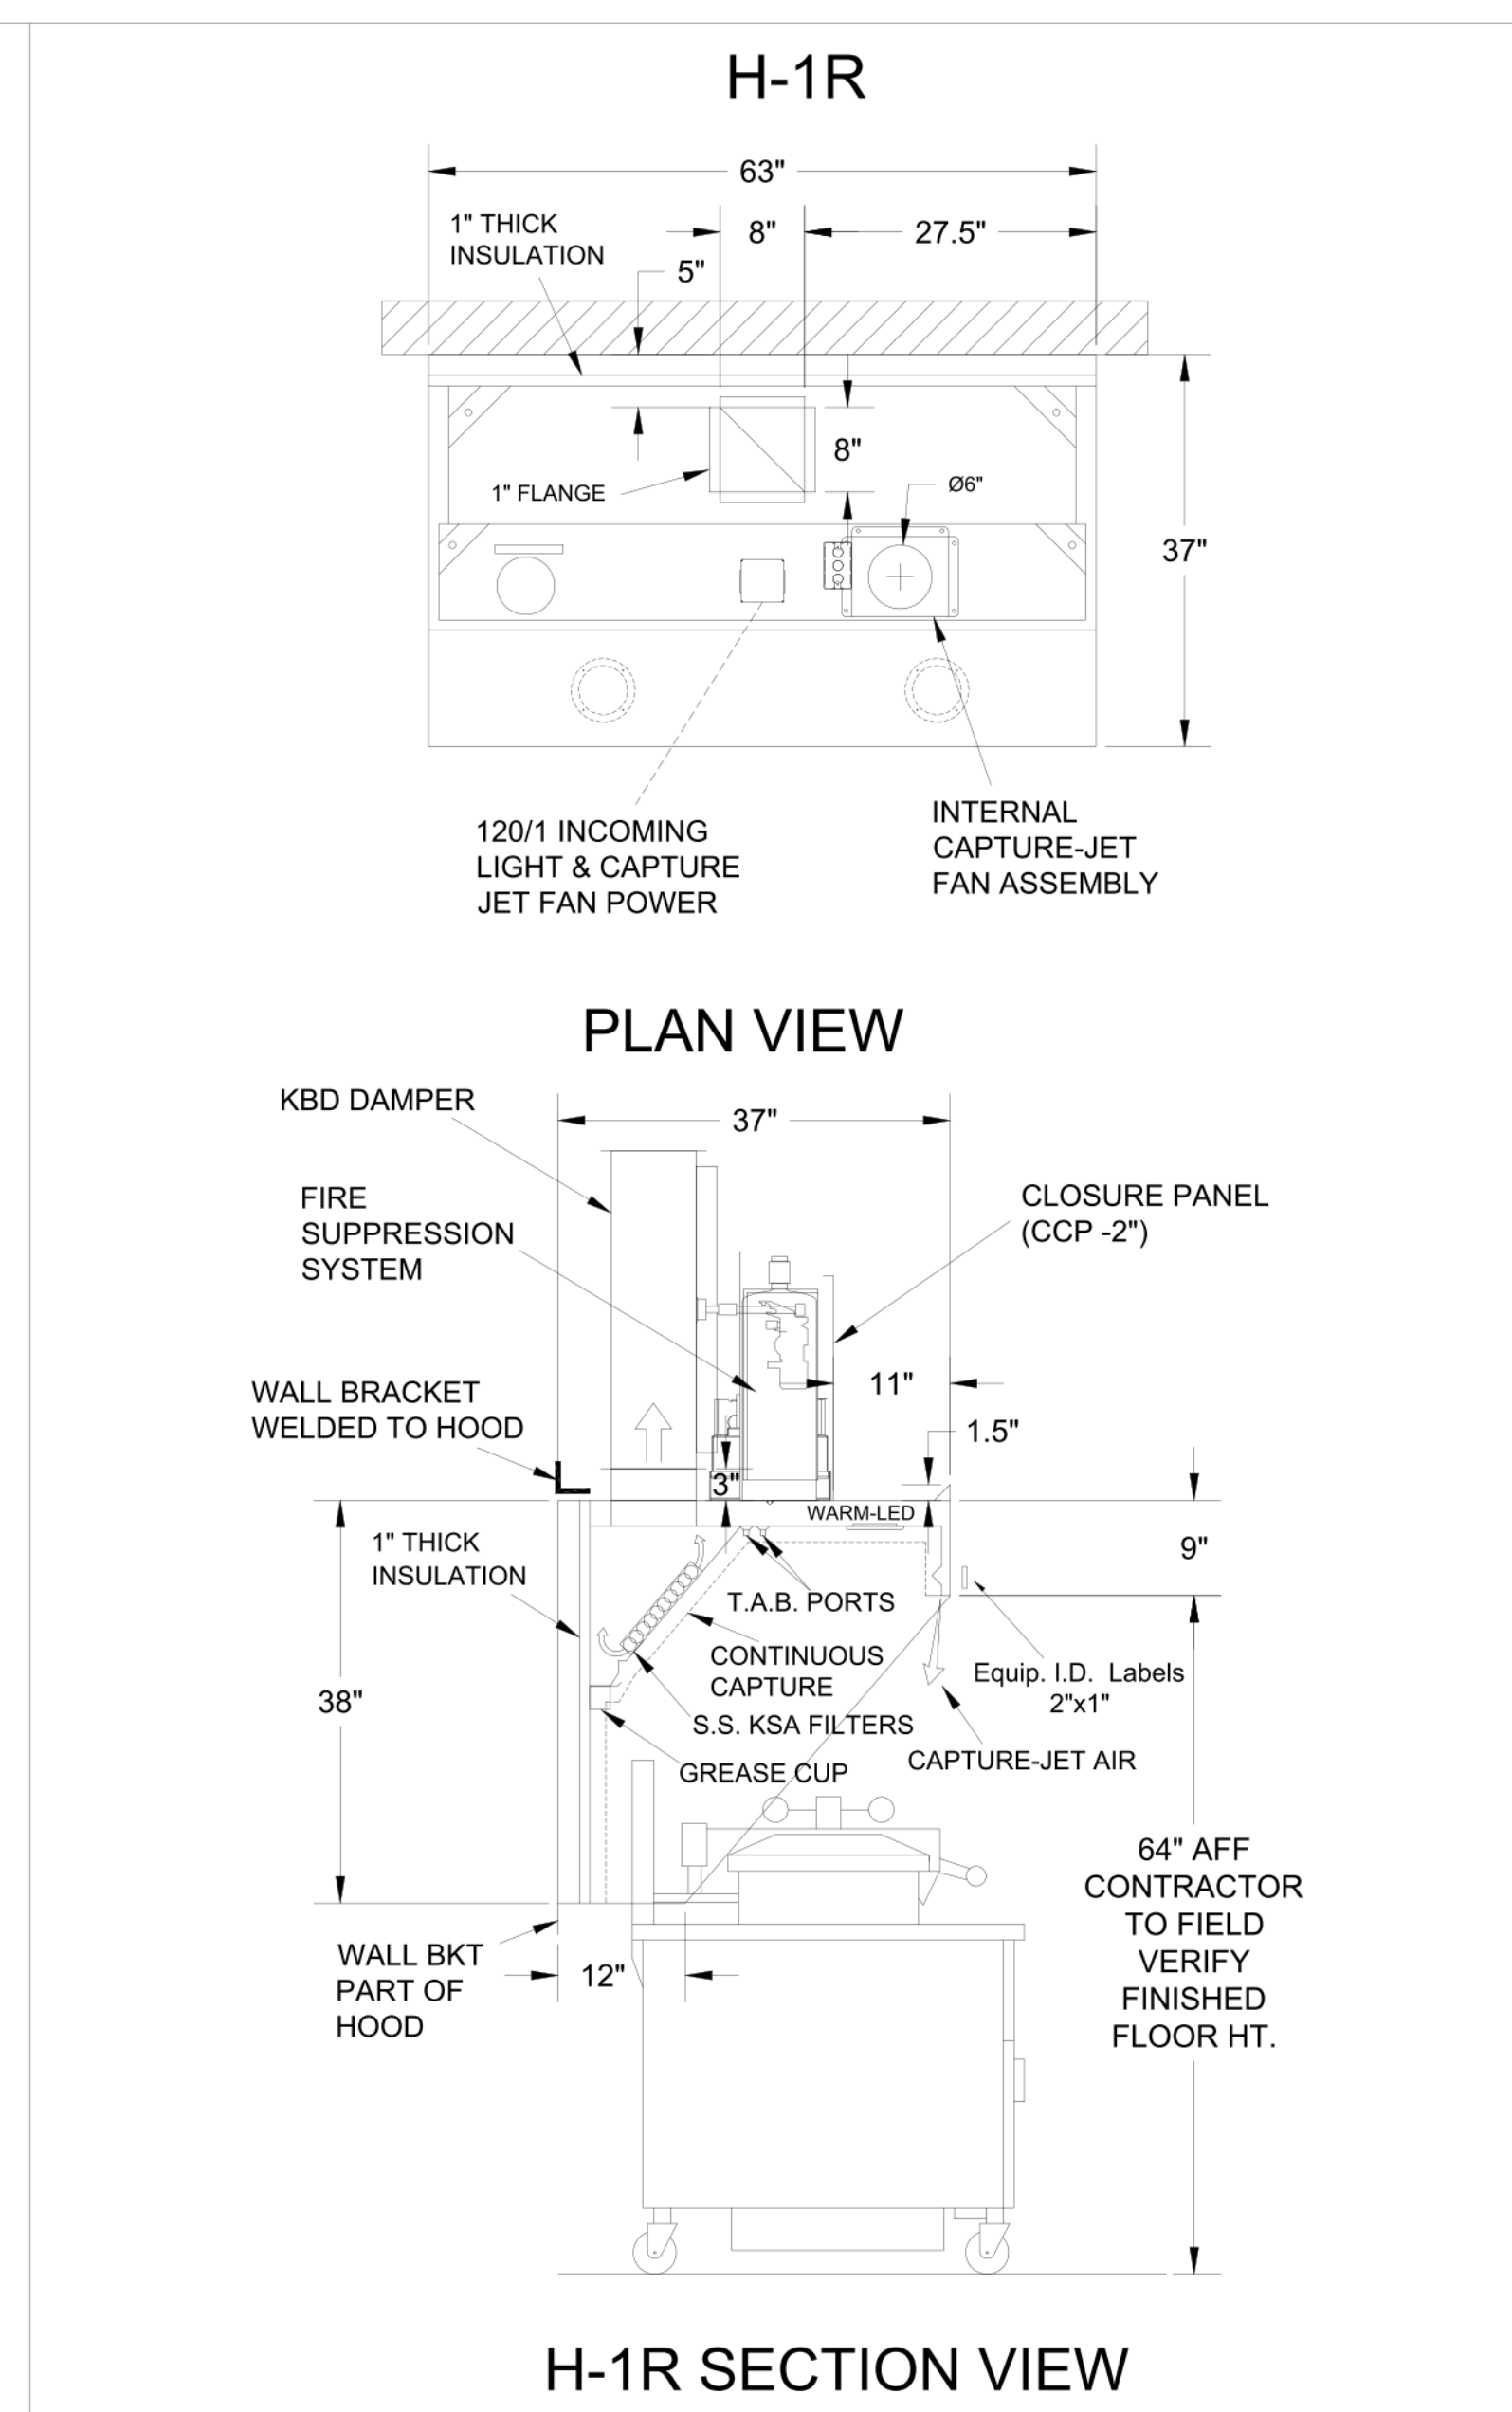 H-1R
63"
8"
27.5"
1" THICK
INSULATION
5"
8"
1" FLANGE
Ø6"
37"
120/1 INCOMING
LIGHT & CAPTURE
JET FAN POWER
INTERNAL
CAPTURE-JET
FAN ASSEMBLY
PLAN VIEW
KBD DAMPER
37"
FIRE
SUPPRESSION
SYSTEM
CLOSURE PANEL
(CCP -2")
11"
WALL BRACKET
WELDED TO HOOD
1.5"
3"
WARM-LED
1" THICK
INSULATION
9"
T.A.B. PORTS
CONTINUOUS
CAPTURE
Equip. I.D. Labels
2"x1"
38"
S.S. KSA FILTERS
CAPTURE-JET AIR
GREASE CUP
64" AFF
CONTRACTOR
TO FIELD
VERIFY
FINISHED
FLOOR HT.
WALL BKT
PART OF
HOOD
12"
H-1R SECTION VIEW